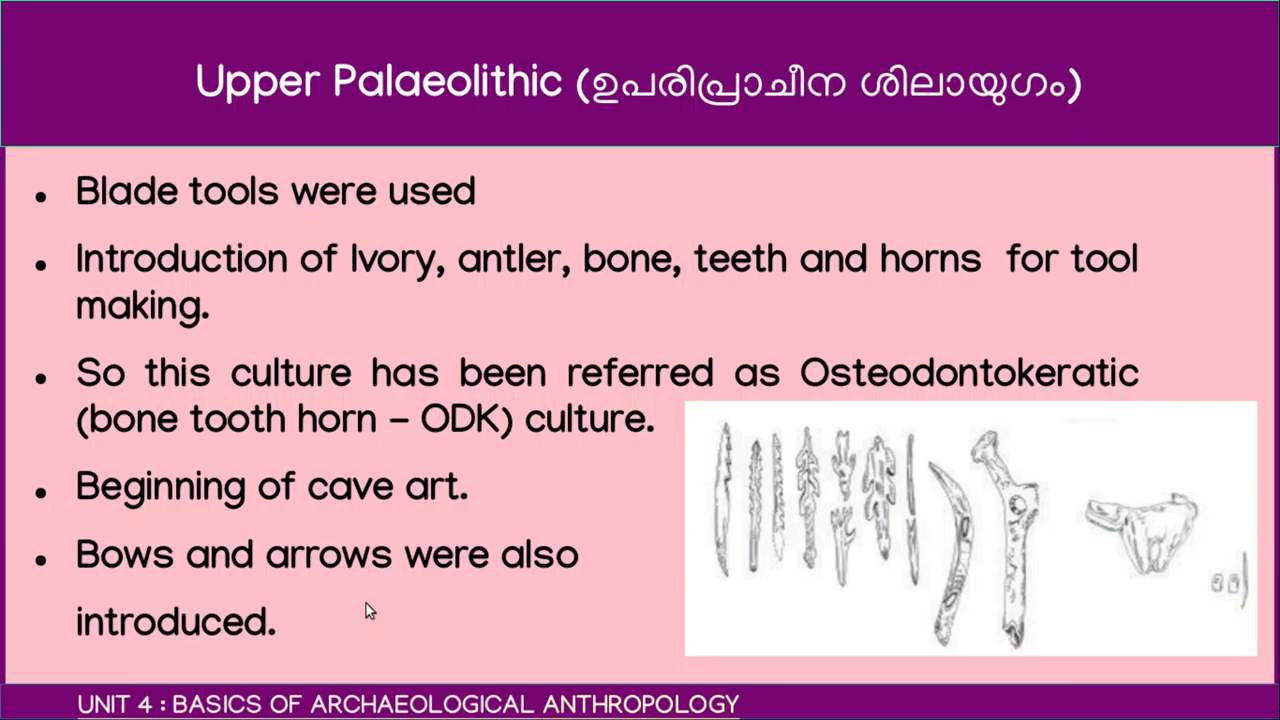 Upper Palaeolithic (ഉപരിപ്രാചീന ശിലായുഗം)
• Blade tools were used
• Introduction of Ivory, antler, bone, teeth and horns for tool
making.
• So this culture has been referred as Osteodontokeratic
(bone tooth horn – ODK) culture.
• Beginning of cave art.
• Bows and arrows were also
introduced.
UNIT 4 : BASICS OF ARCHAEOLOGICAL ANTHROPOLOGY